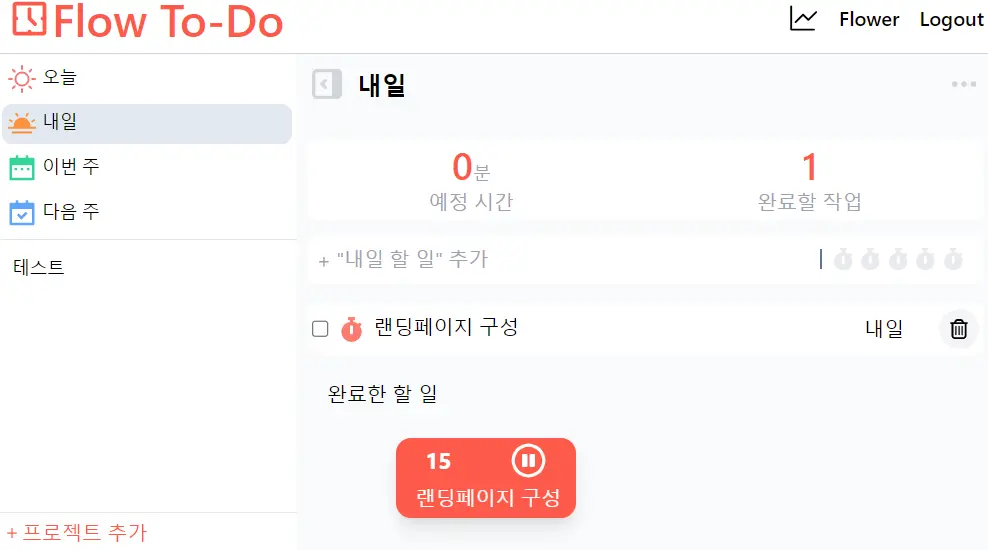 Flow To-Do
Flower Logout
오늘
내일
이번 주
다음 주
테스트
+ 프로젝트 추가
내일
0분
예정 시간
1
완료할 작업
+ "내일 할 일" 추가
랜딩페이지 구성 내일
완료한 할 일
15
랜딩페이지 구성